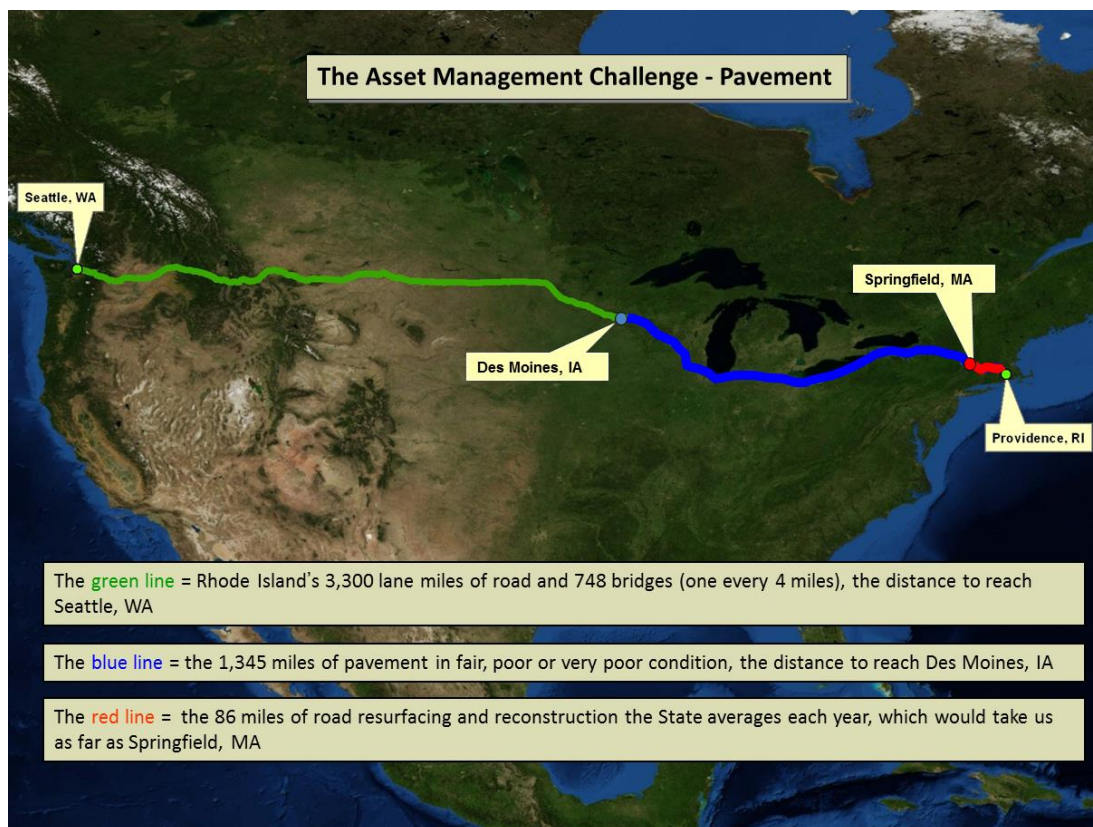 The Asset Management Challenge - Pavement
Seattle, WA
Springfield, MA
Des Moines, IA
Providence, RI
The green line = Rhode Island's 3,300 lane miles of road and 748 bridges (one every 4 miles), the distance to reach
Seattle, WA
The blue line = the 1,345 miles of pavement in fair, poor or very poor condition, the distance to reach Des Moines, IA
The red line = the 86 miles of road resurfacing and reconstruction the State averages each year, which would take us
as far as Springfield, MA